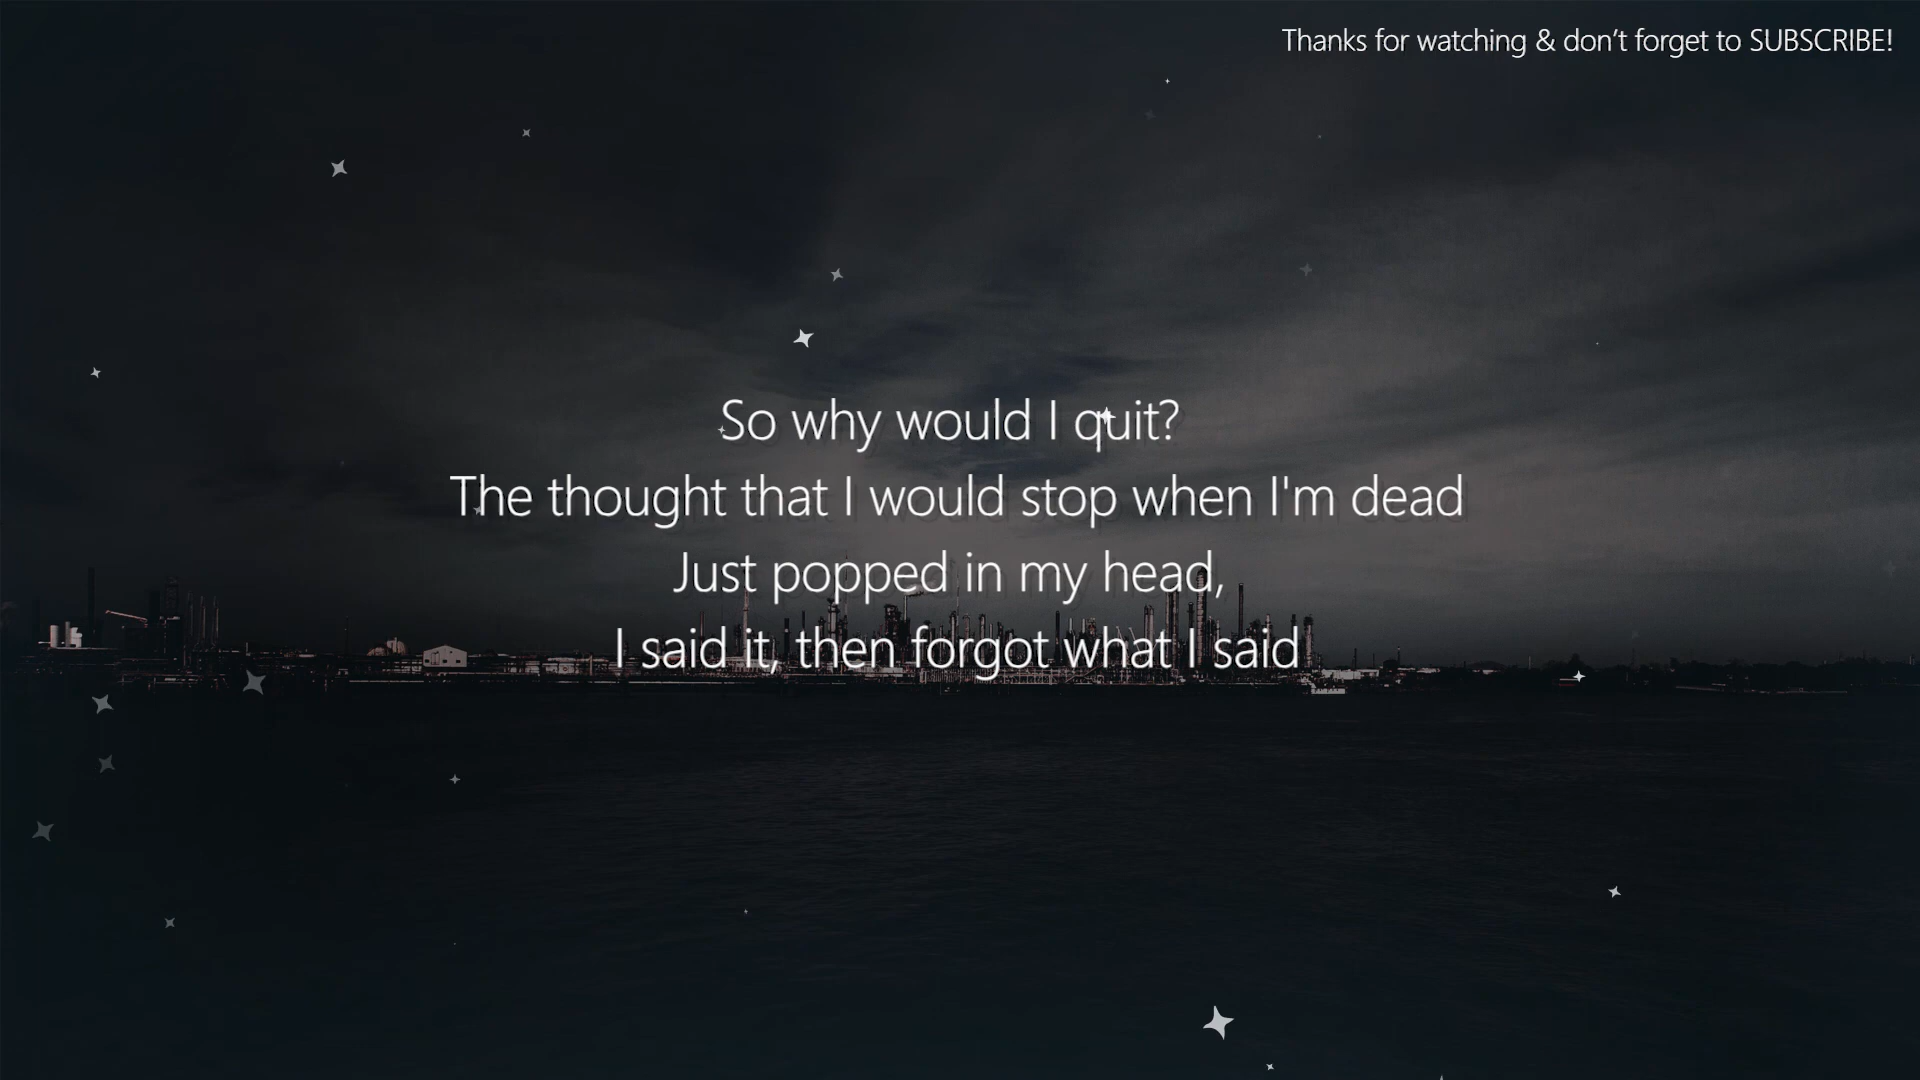 Thanks for watching & don’t forget to SUBSCRIBE!
So why would I quit?
The thought that I would stop when I'm dead
Just popped in my head,
I said it, then forgot what I said